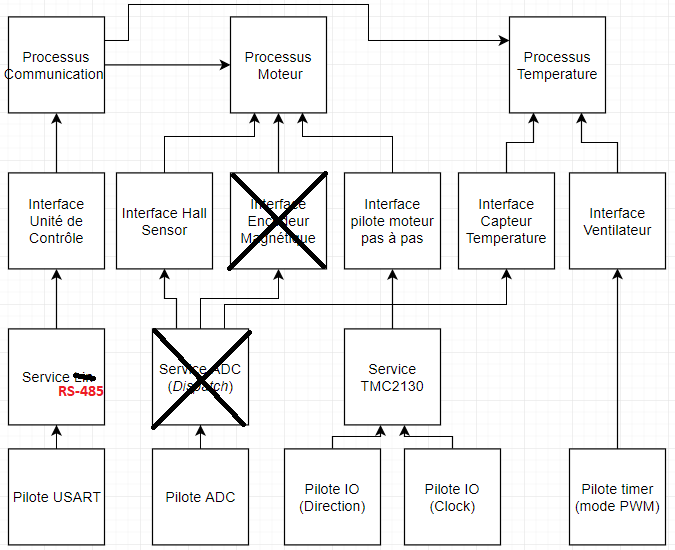 Processus
Communication
Processus
Moteur
Processus
Temperature
Interface
Unité de
Contrôle
Interface Hall
Sensor
Interface
Encodeur
Magnétique
Interface
pilote moteur
pas à pas
Interface
Capteur
Temperature
Interface
Ventilateur
Service
RS-485
Service ADC
(Dispatch)
Service
TMC2130
Pilote USART
Pilote ADC
Pilote IO
(Direction)
Pilote IO
(Clock)
Pilote timer
(mode PWM)